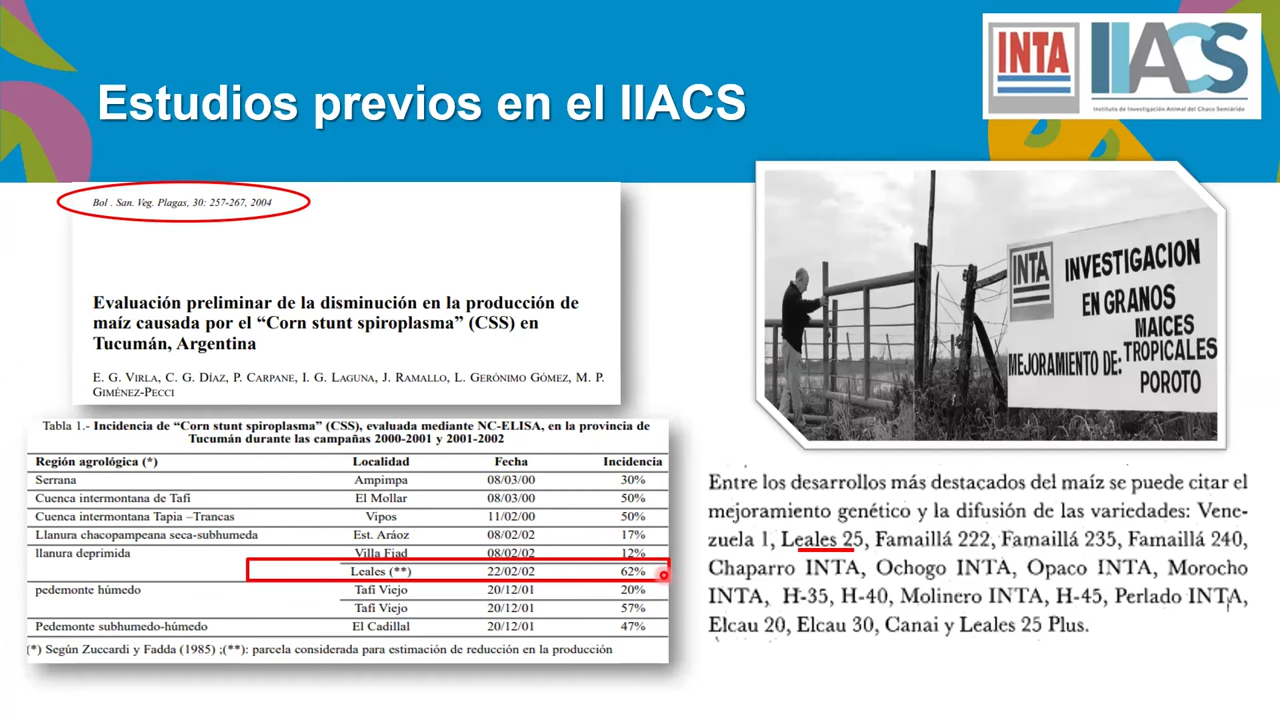 Estudios previos en el IIACS
INTA
IIACS
Instituto de Investigación Animal del Chaco Semiárido
Bol . San. Veg. Plagas, 30: 257-267, 2004
Evaluación preliminar de la disminución en la producción de
maíz causada por el “Corn stunt spiroplasma” (CSS) en
Tucumán, Argentina
E. G. VIRLA, C. G. DÍAZ, P. CARPANE, I. G. LAGUNA, J. RAMALLO, L. GERÓNIMO GÓMEZ, M. P.
GIMÉNEZ-PECCI
Tabla 1.- Incidencia de “Corn stunt spiroplasma” (CSS), evaluada mediante NC-ELISA, en la provincia de
Tucumán durante las campañas 2000-2001 y 2001-2002
Región agrológica (*) Localidad Fecha Incidencia
Serrana Ampimpa 08/03/00 30%
Cuenca intermontana de Tafí El Mollar 08/03/00 50%
Cuenca intermontana Tapia –Trancas Vipos 11/02/00 50%
Llanura chacopampeana seca-subhumeda Est. Aráoz 08/02/02 17%
llanura deprimida Villa Fiad 08/02/02 12%
Leales (**) 22/02/02 62%
pedemonte húmedo Tafí Viejo 20/12/01 20%
Tafí Viejo 20/12/01 57%
Pedemonte subhumedo-húmedo El Cadillal 20/12/01 47%
(*) Según Zuccardi y Fadda (1985) ;(**): parcela considerada para estimación de reducción en la producción
INTA
INVESTIGACION
EN GRANOS
MAICES
MEJORAMIENTO DE: TROPICALES
POROTO
Entre los desarrollos más destacados del maíz se puede citar el
mejoramiento genético y la difusión de las variedades: Vene-
zuela 1, Leales 25, Famaillá 222, Famaillá 235, Famaillá 240,
Chaparro INTA, Ochogo INTA, Opaco INTA, Morocho
INTA, H-35, H-40, Molinero INTA, H-45, Perlado INTA,
Elcau 20, Elcau 30, Canai y Leales 25 Plus.